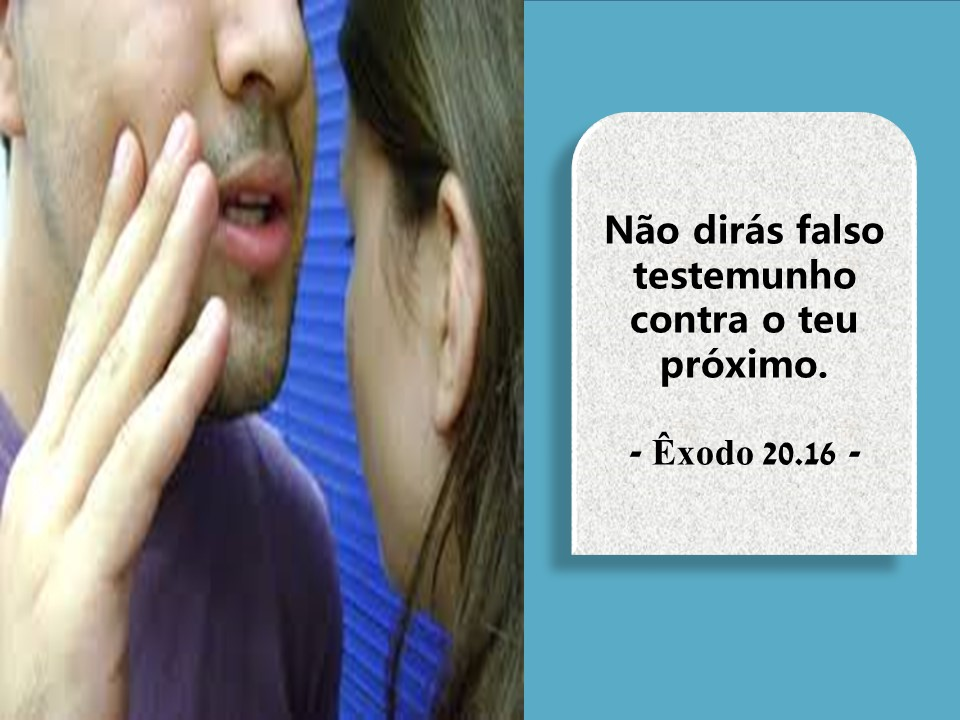 Não dirás falso
testemunho
contra o teu
próximo.
- Êxodo 20.16 -